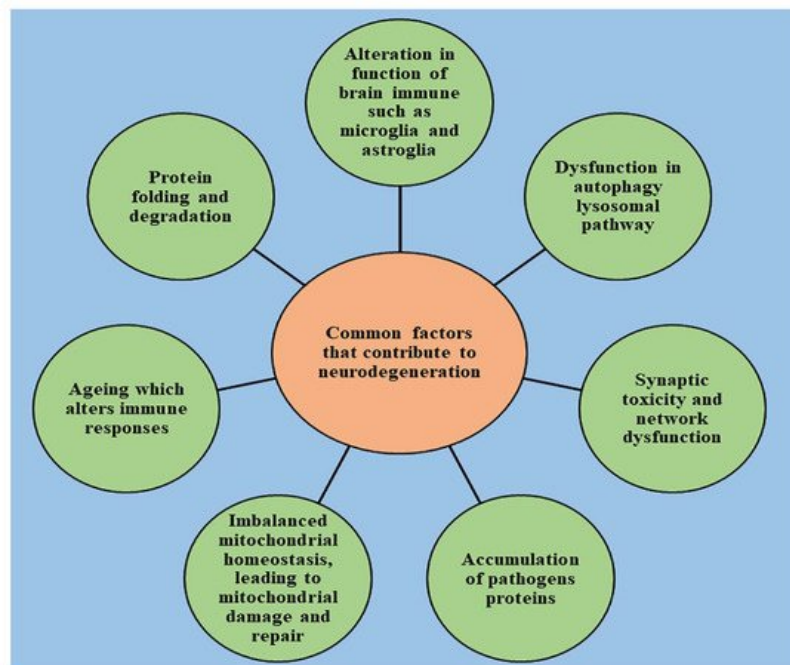 Alteration in
function of
brain immune
such as
microglia and
astroglia
Protein
folding and
degradation
Dysfunction in
autophagy
lysosomal
pathway
Common factors
that contribute to
neurodegeneration
Ageing which
alters immune
responses
Synaptic
toxicity and
network
dysfunction
Imbalanced
mitochondrial
homeostasis,
leading to
mitochondrial
damage and
repair
Accumulation
of pathogens
proteins